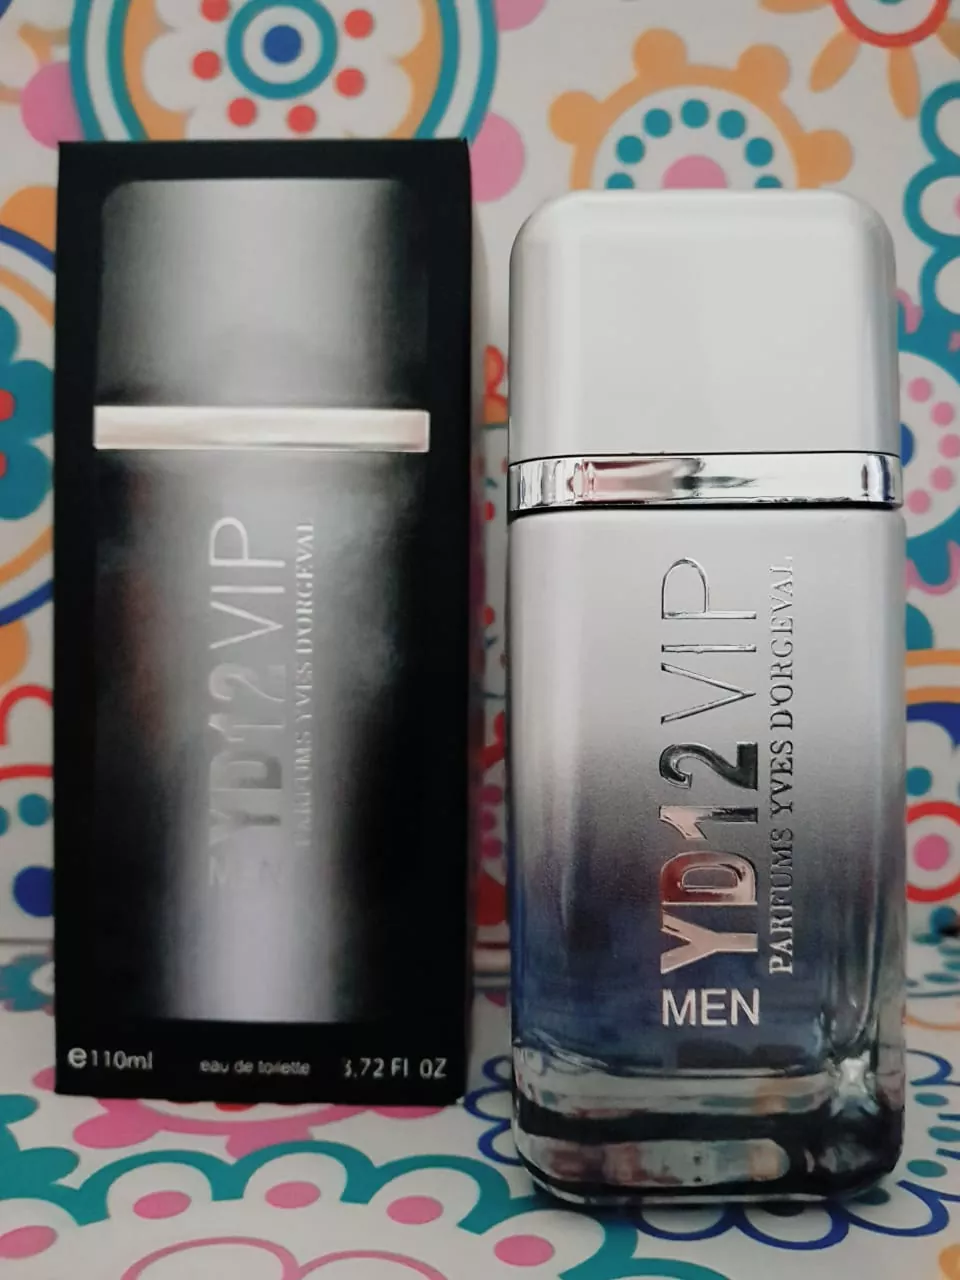 YD12VIP
PARFUMS YVES D'ORGEVAL
MEN
℮110ml
eau de toilette
3.72 Fl OZ
YD12VIP
PARFUMS YVES D'ORGEVAL
MEN